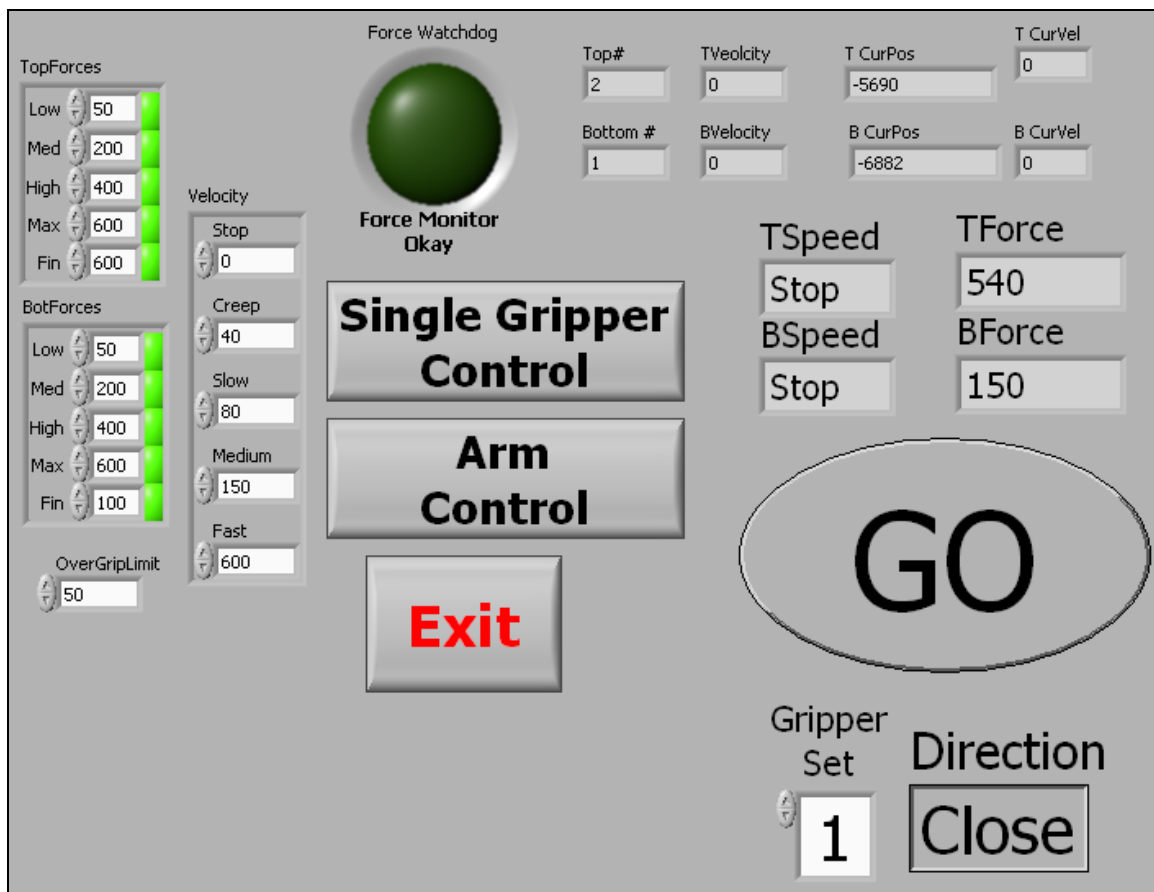 Force Watchdog
Force Monitor
Okay
TopForces
Low 50
Med 200
High 400
Max 600
Fin 600
BotForces
Low 50
Med 200
High 400
Max 600
Fin 100
OverGripLimit
50
Velocity
Stop
0
Creep
40
Slow
80
Medium
150
Fast
600
Single Gripper
Control
Arm
Control
Exit
Top#
2
TVeolcity
0
T CurPos
-5690
T CurVel
0
Bottom #
1
BVelocity
0
B CurPos
-6882
B CurVel
0
TSpeed
Stop
TForce
540
BSpeed
Stop
BForce
150
GO
Gripper
Set
1
Direction
Close